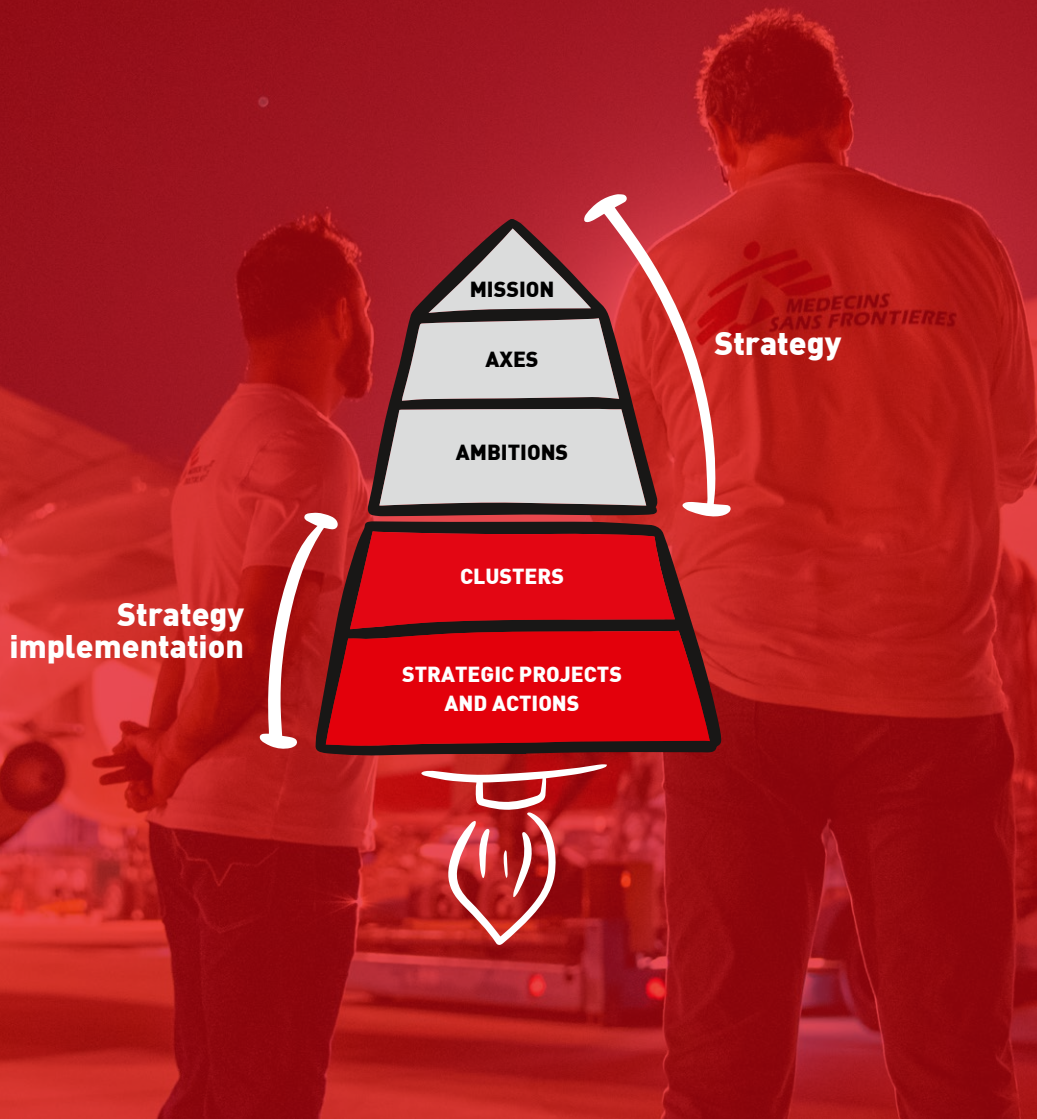 MEDECINS
SANS FRONTIERES
Strategy
MISSION
AXES
AMBITIONS
Strategy
implementation
CLUSTERS
STRATEGIC PROJECTS
AND ACTIONS